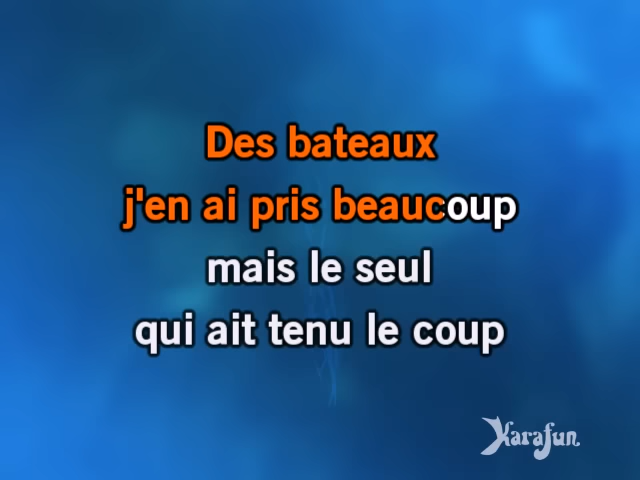 Des bateaux
j'en ai pris beaucoup
mais le seul
qui ait tenu le coup
Karafun